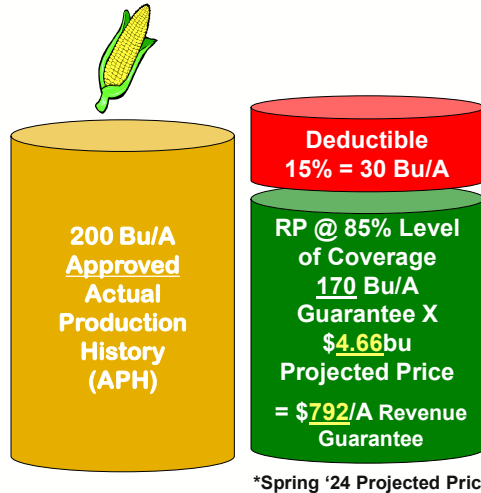 200 Bu/A
Approved
Actual
Production
History
(APH)
Deductible
15% = 30 Bu/A
RP @ 85% Level
of Coverage
170 Bu/A
Guarantee X
$4.66bu
Projected Price
= $792/A Revenue
Guarantee
*Spring ‘24 Projected Pric